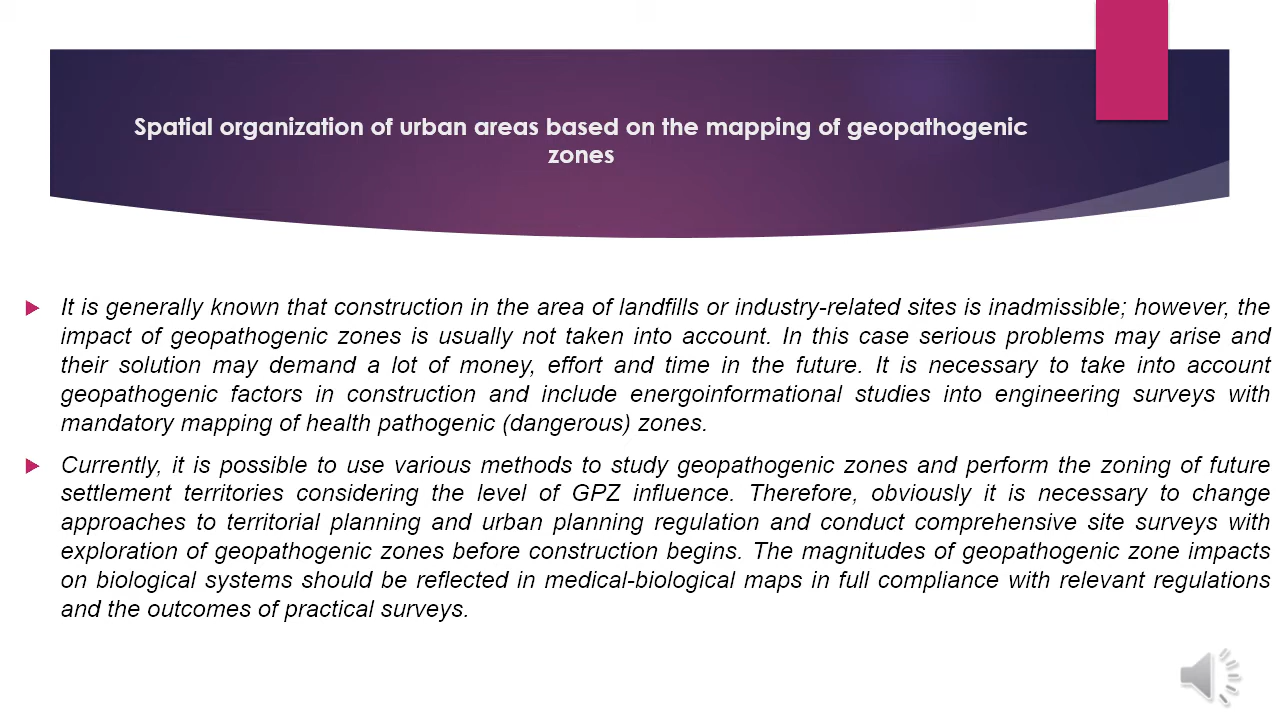 Spatial organization of urban areas based on the mapping of geopathogenic
zones
It is generally known that construction in the area of landfills or industry-related sites is inadmissible; however, the
impact of geopathogenic zones is usually not taken into account. In this case serious problems may arise and
their solution may demand a lot of money, effort and time in the future. It is necessary to take into account
geopathogenic factors in construction and include energoinformational studies into engineering surveys with
mandatory mapping of health pathogenic (dangerous) zones.
Currently, it is possible to use various methods to study geopathogenic zones and perform the zoning of future
settlement territories considering the level of GPZ influence. Therefore, obviously it is necessary to change
approaches to territorial planning and urban planning regulation and conduct comprehensive site surveys with
exploration of geopathogenic zones before construction begins. The magnitudes of geopathogenic zone impacts
on biological systems should be reflected in medical-biological maps in full compliance with relevant regulations
and the outcomes of practical surveys.